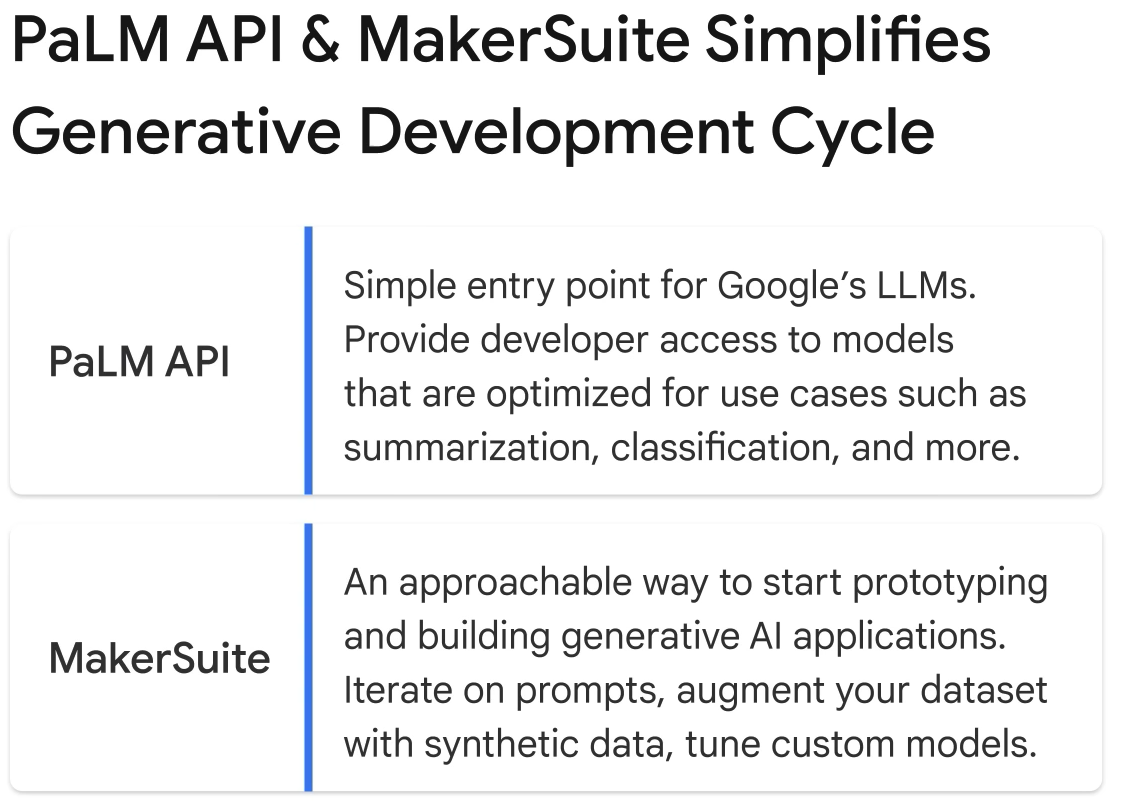 PaLM API & MakerSuite Simplifies
Generative Development Cycle
PaLM API
Simple entry point for Google’s LLMs.
Provide developer access to models
that are optimized for use cases such as
summarization, classification, and more.
MakerSuite
An approachable way to start prototyping
and building generative AI applications.
Iterate on prompts, augment your dataset
with synthetic data, tune custom models.